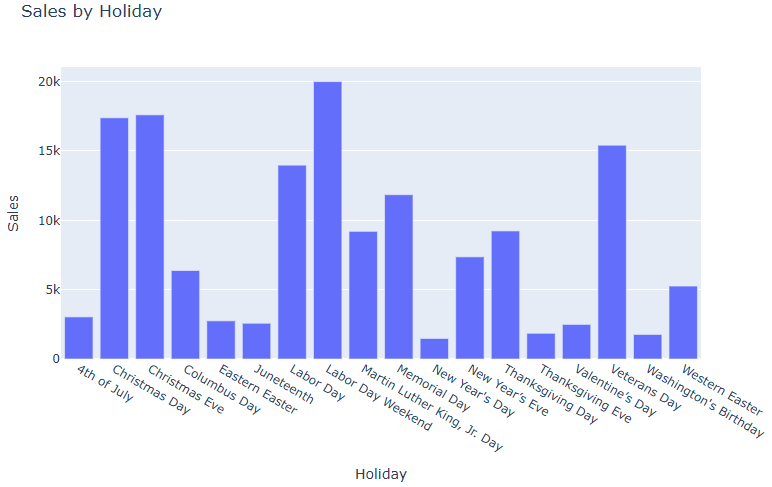 Sales by Holiday
20k
15k
10k
5k
0
Sales
4th of July
Christmas Day
Christmas Eve
Columbus Day
Eastern Easter
Juneteenth
Labor Day
Labor Day Weekend
Martin Luther King, Jr. Day
Memorial Day
New Year's Day
New Year's Eve
Thanksgiving Day
Thanksgiving Eve
Valentine's Day
Veterans Day
Washington's Birthday
Western Easter
Holiday